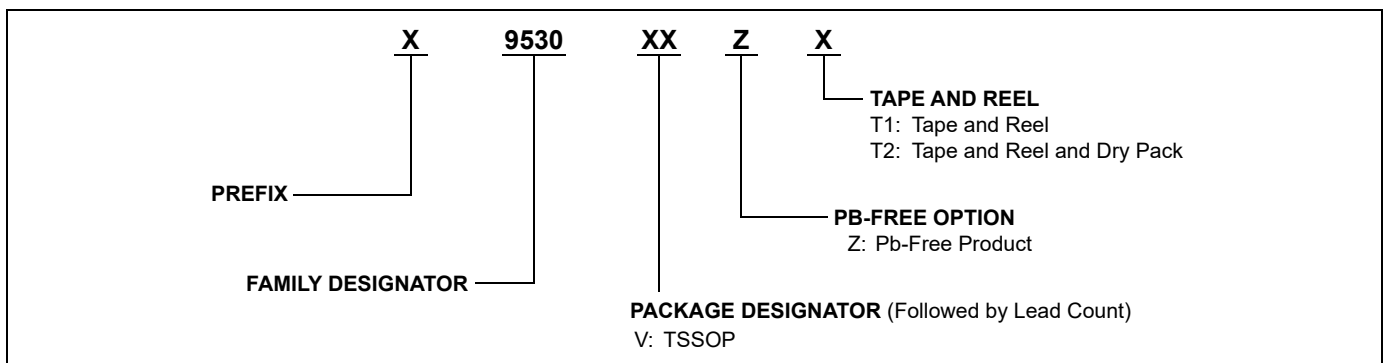 X 9530 XX Z X
TAPE AND REEL
T1: Tape and Reel
T2: Tape and Reel and Dry Pack
PREFIX
PB-FREE OPTION
Z: Pb-Free Product
FAMILY DESIGNATOR
PACKAGE DESIGNATOR (Followed by Lead Count)
V: TSSOP